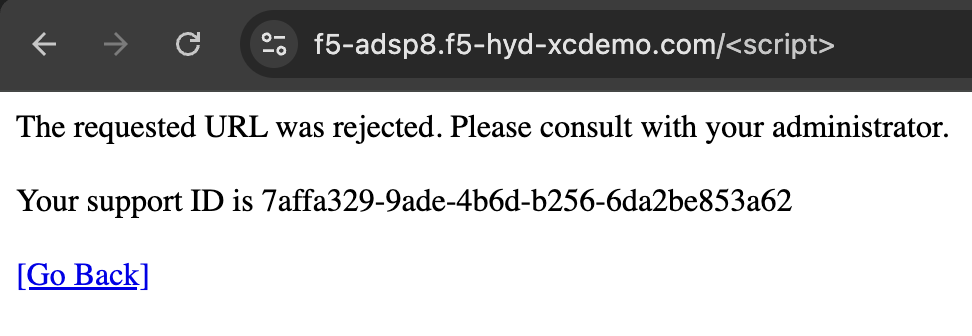 f5-adsp8.f5-hyd-xcdemo.com/<script>
The requested URL was rejected. Please consult with your administrator.
Your support ID is 7affa329-9ade-4b6d-b256-6da2be853a62
[Go Back]